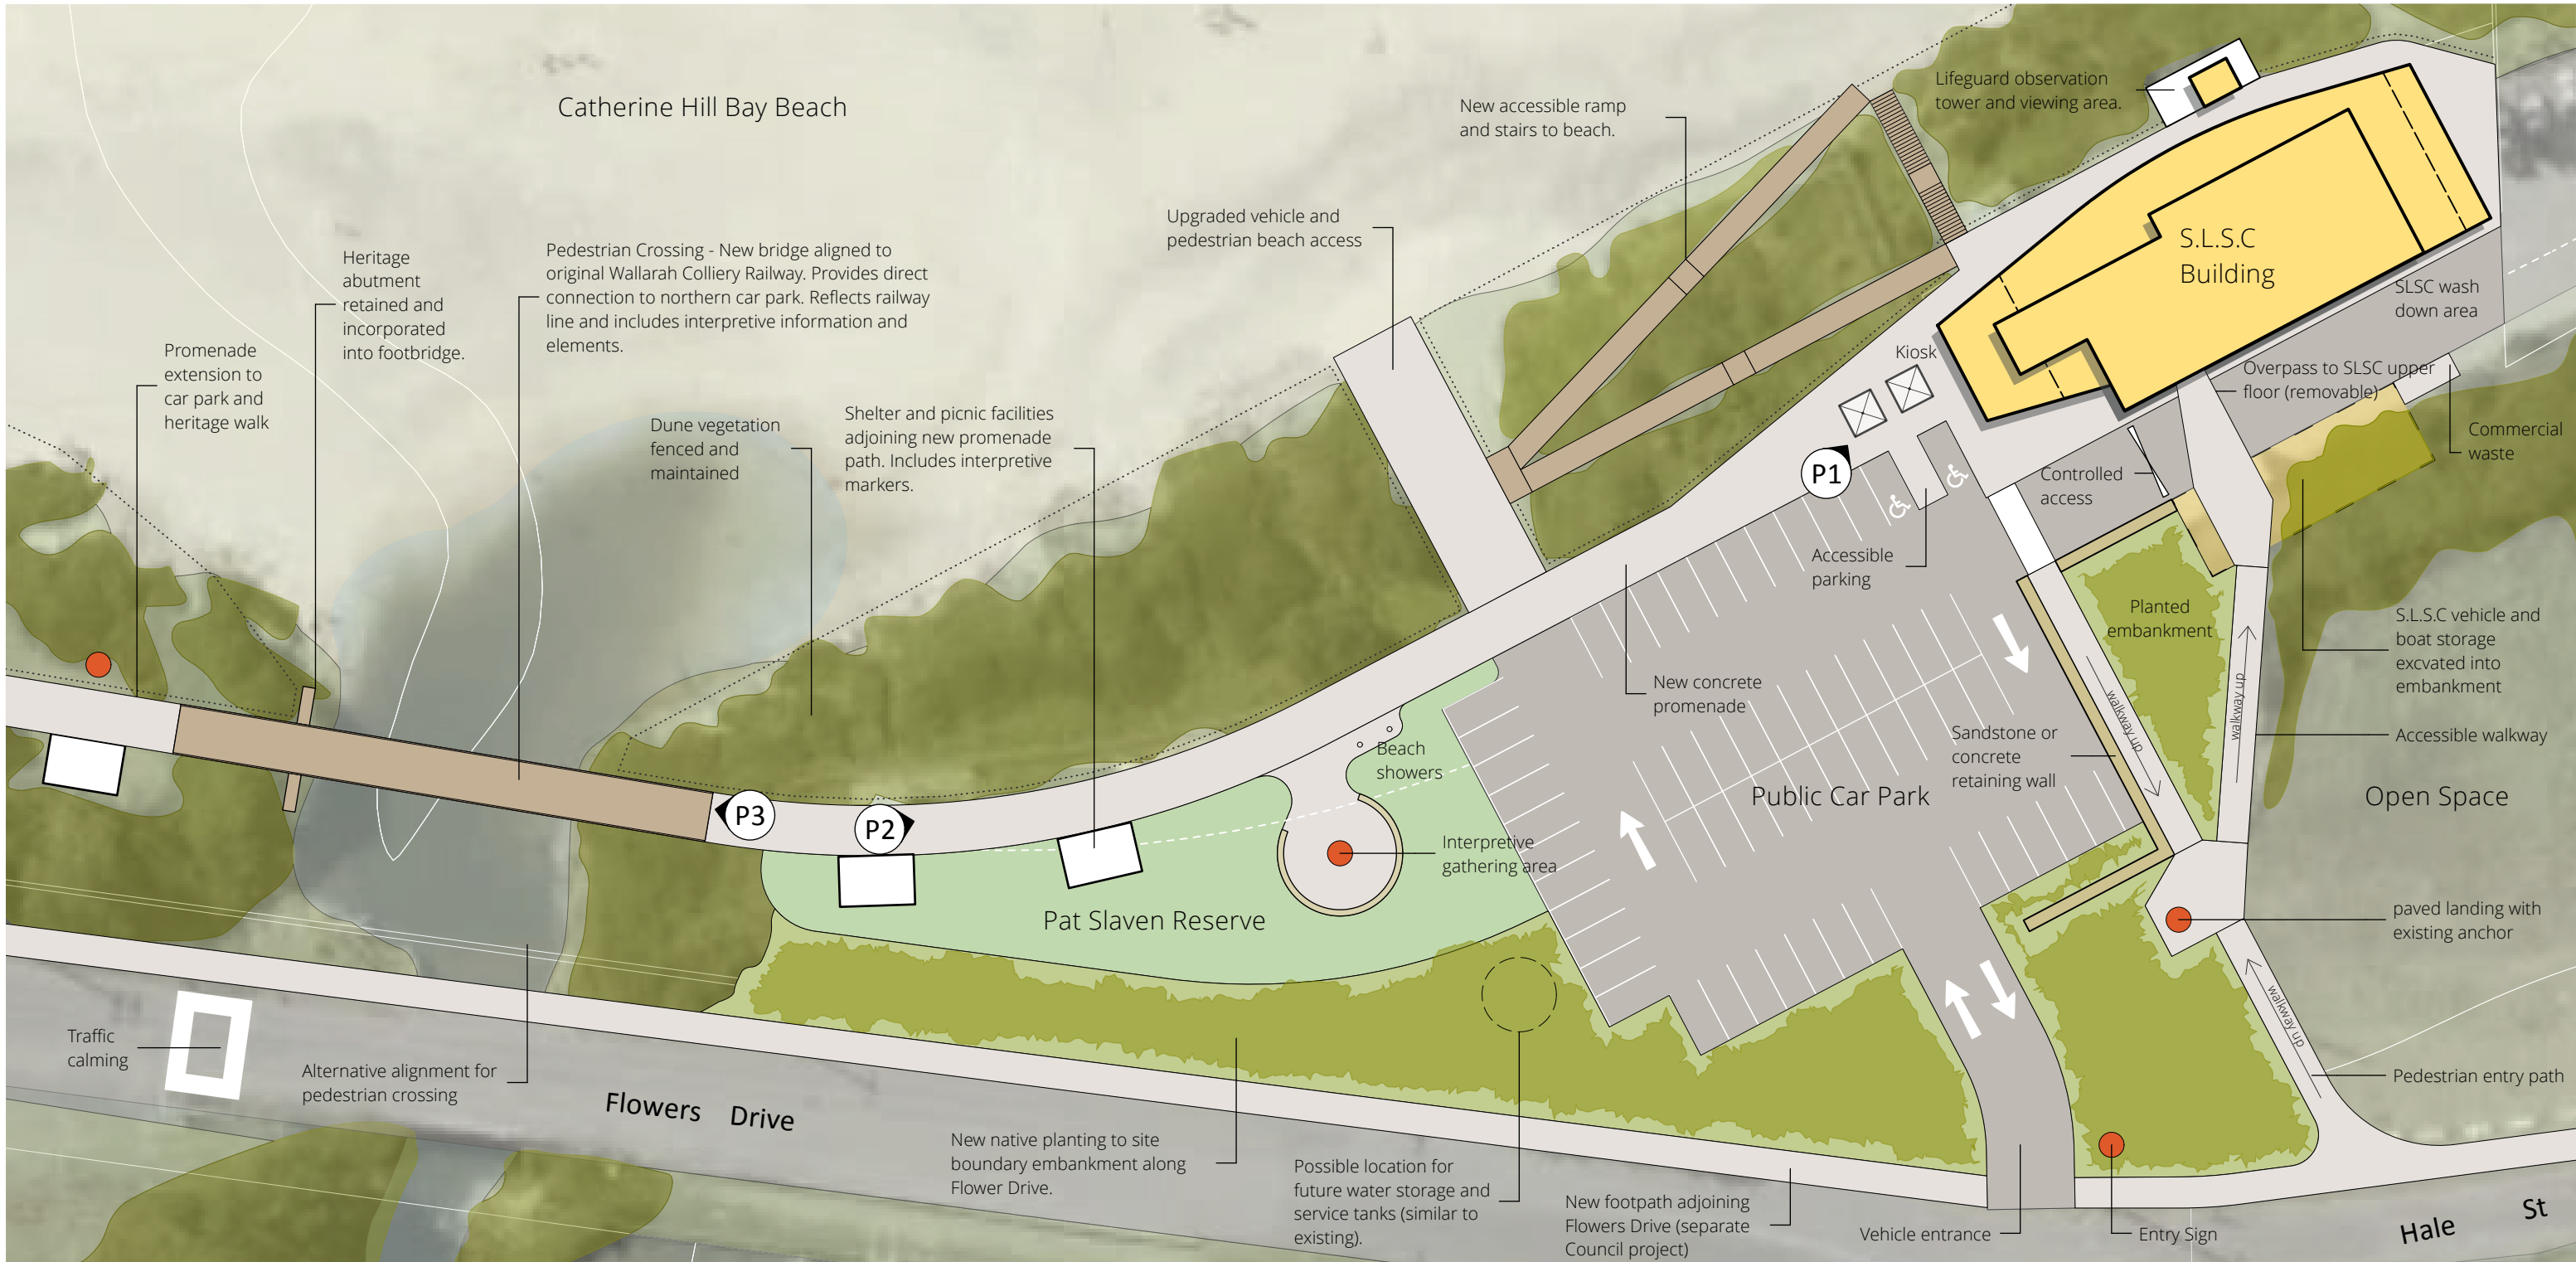 Catherine Hill Bay Beach
Lifeguard observation
tower and viewing area.
New accessible ramp
and stairs to beach.
Upgraded vehicle and
pedestrian beach access
S.L.S.C
Building
SLSC wash
down area
Heritage
abutment
retained and
incorporated
into footbridge.
Pedestrian Crossing - New bridge aligned to
original Wallarah Colliery Railway. Provides direct
connection to northern car park. Reflects railway
line and includes interpretive information and
elements.
Promenade
extension to
car park and
heritage walk
Kiosk
Overpass to SLSC upper
floor (removable)
Dune vegetation
fenced and
maintained
Shelter and picnic facilities
adjoining new promenade
path. Includes interpretive
markers.
Commercial
waste
P1
Controlled
access
Accessible
parking
Planted
embankment
S.L.S.C vehicle and
boat storage
excvated into
embankment
New concrete
promenade
walkway up
walkway up
Accessible walkway
Sandstone or
concrete
retaining wall
Beach
showers
Public Car Park
Open Space
P3
P2
Interpretive
gathering area
Pat Slaven Reserve
paved landing with
existing anchor
walkway up
Traffic
calming
Alternative alignment for
pedestrian crossing
Pedestrian entry path
Flowers Drive
New native planting to site
boundary embankment along
Flower Drive.
Possible location for
future water storage and
service tanks (similar to
existing).
New footpath adjoining
Flowers Drive (separate
Council project)
Vehicle entrance
Entry Sign
Hale St